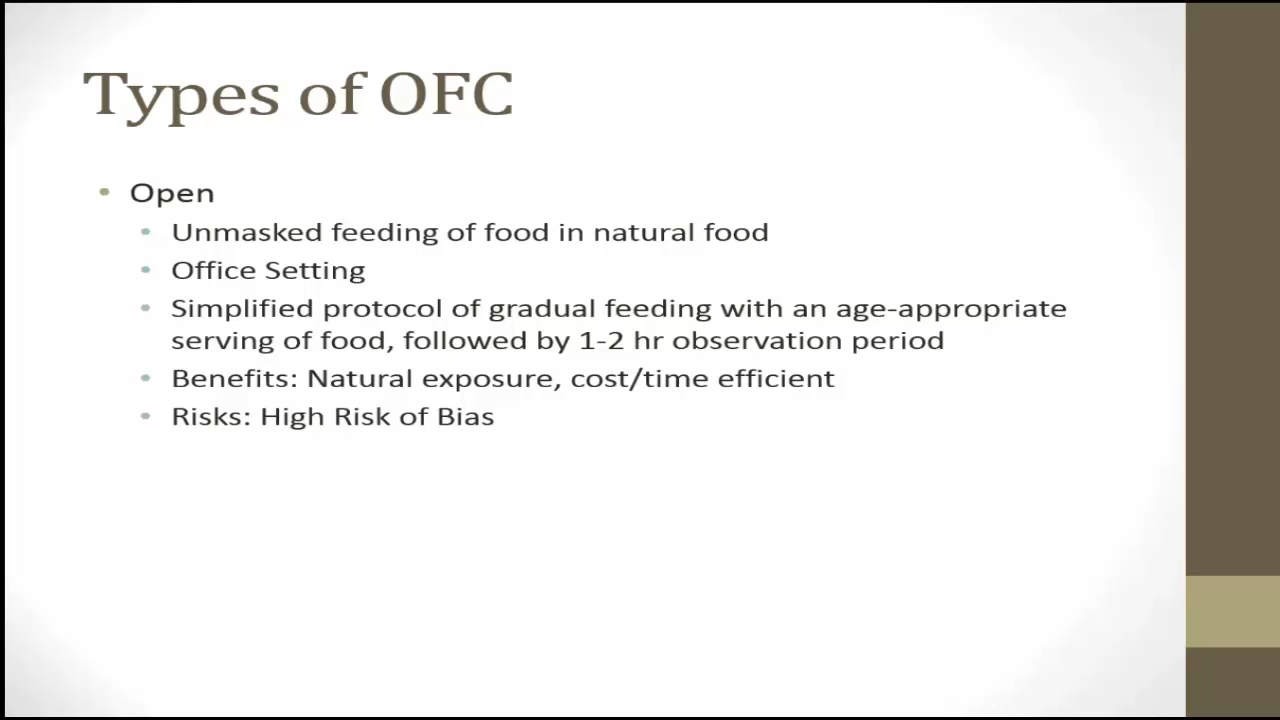 Types of OFC
• Open
• Unmasked feeding of food in natural food
• Office Setting
• Simplified protocol of gradual feeding with an age-appropriate
serving of food, followed by 1-2 hr observation period
• Benefits: Natural exposure, cost/time efficient
• Risks: High Risk of Bias